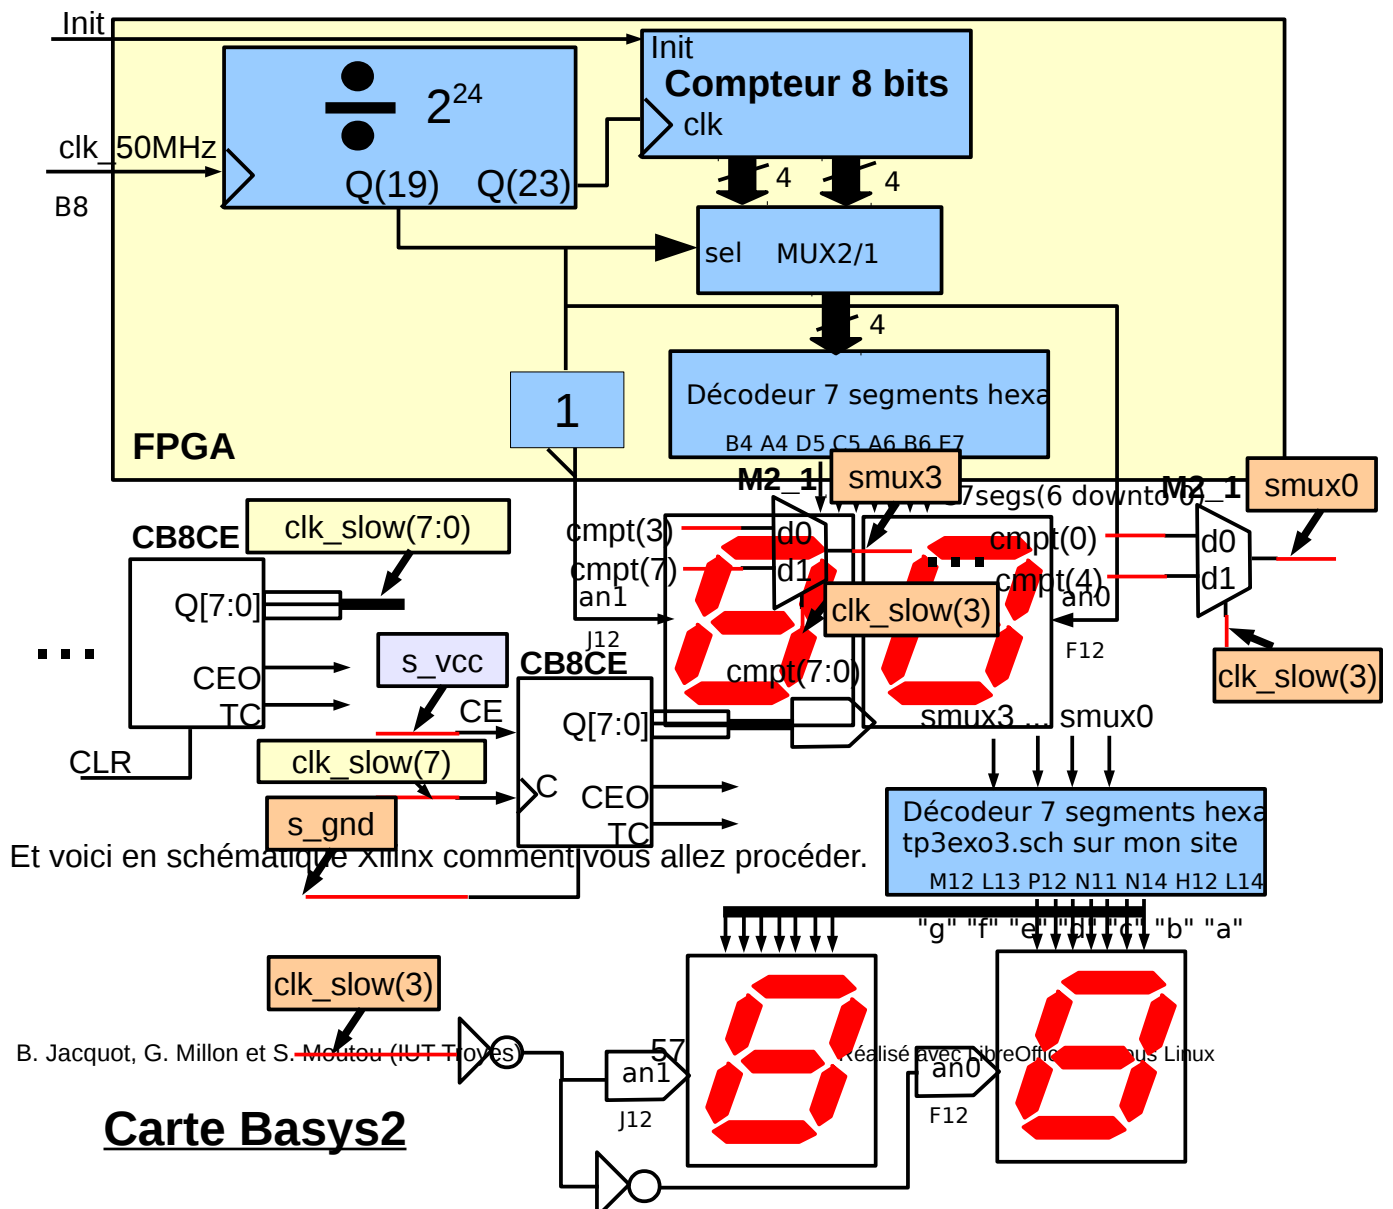 Init
Init
Compteur 8 bits
2^24
clk
clk_50MHz
Q(19) Q(23)
4 4
B8
sel MUX2/1
4
Décodeur 7 segments hexa
1
FPGA
B4 A4 D5 C5 A6 B6 F7
M2_1
smux3
7segs(6 downto 0)
M2_1
smux0
clk_slow(7:0)
CB8CE
cmpt(3)
d0
cmpt(0)
d0
...
cmpt(7)
d1
cmpt(4)
d1
Q[7:0]
an1
clk_slow(3)
an0
J12
F12
...
s_vcc
CB8CE
cmpt(7:0)
clk_slow(3)
CEO
TC
CE
Q[7:0]
smux3 ... smux0
CLR
clk_slow(7)
C
CEO
TC
s_gnd
Décodeur 7 segments hexa
tp3exo3.sch sur mon site
Et voici en schématique Xilinx comment vous allez procéder.
M12 L13 P12 N11 N14 H12 L14
"g" "f" "e" "d" "c" "b" "a"
clk_slow(3)
B. Jacquot, G. Millon et S. Moutou (IUT Troyes)
57
Réalisé avec LibreOffice sous Linux
an1
an0
J12
F12
Carte Basys2